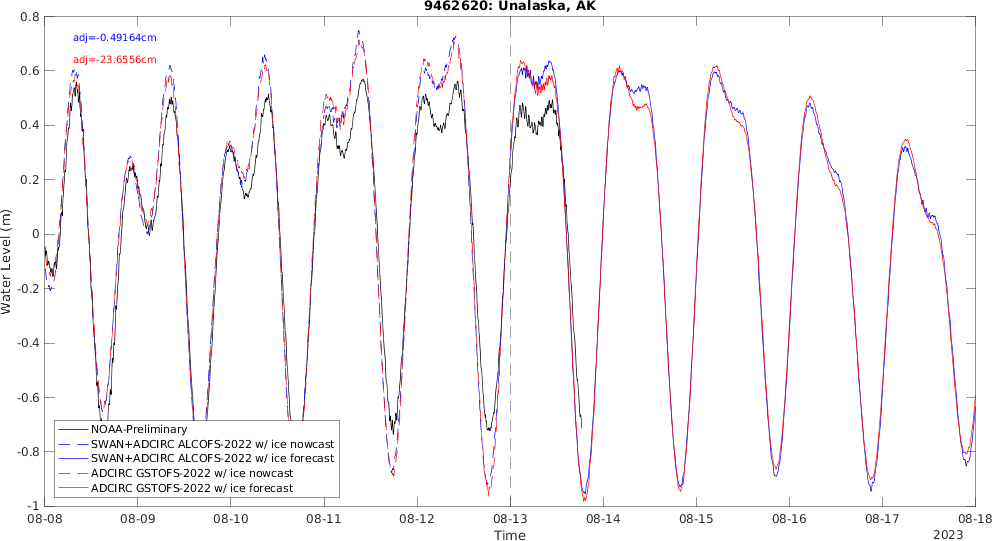 9462620: Unalaska, AK
adj=-0.49164cm
adj=-23.6556cm
Water Level (m)
0.8
0.6
0.4
0.2
0
-0.2
-0.4
-0.6
-0.8
-1
NOAA-Preliminary
SWAN+ADCIRC ALCOFS-2022 w/ ice nowcast
SWAN+ADCIRC ALCOFS-2022 w/ ice forecast
ADCIRC GSTOFS-2022 w/ ice nowcast
ADCIRC GSTOFS-2022 w/ ice forecast
08-08 08-09 08-10 08-11 08-12 08-13 08-14 08-15 08-16 08-17 08-18
Time
2023